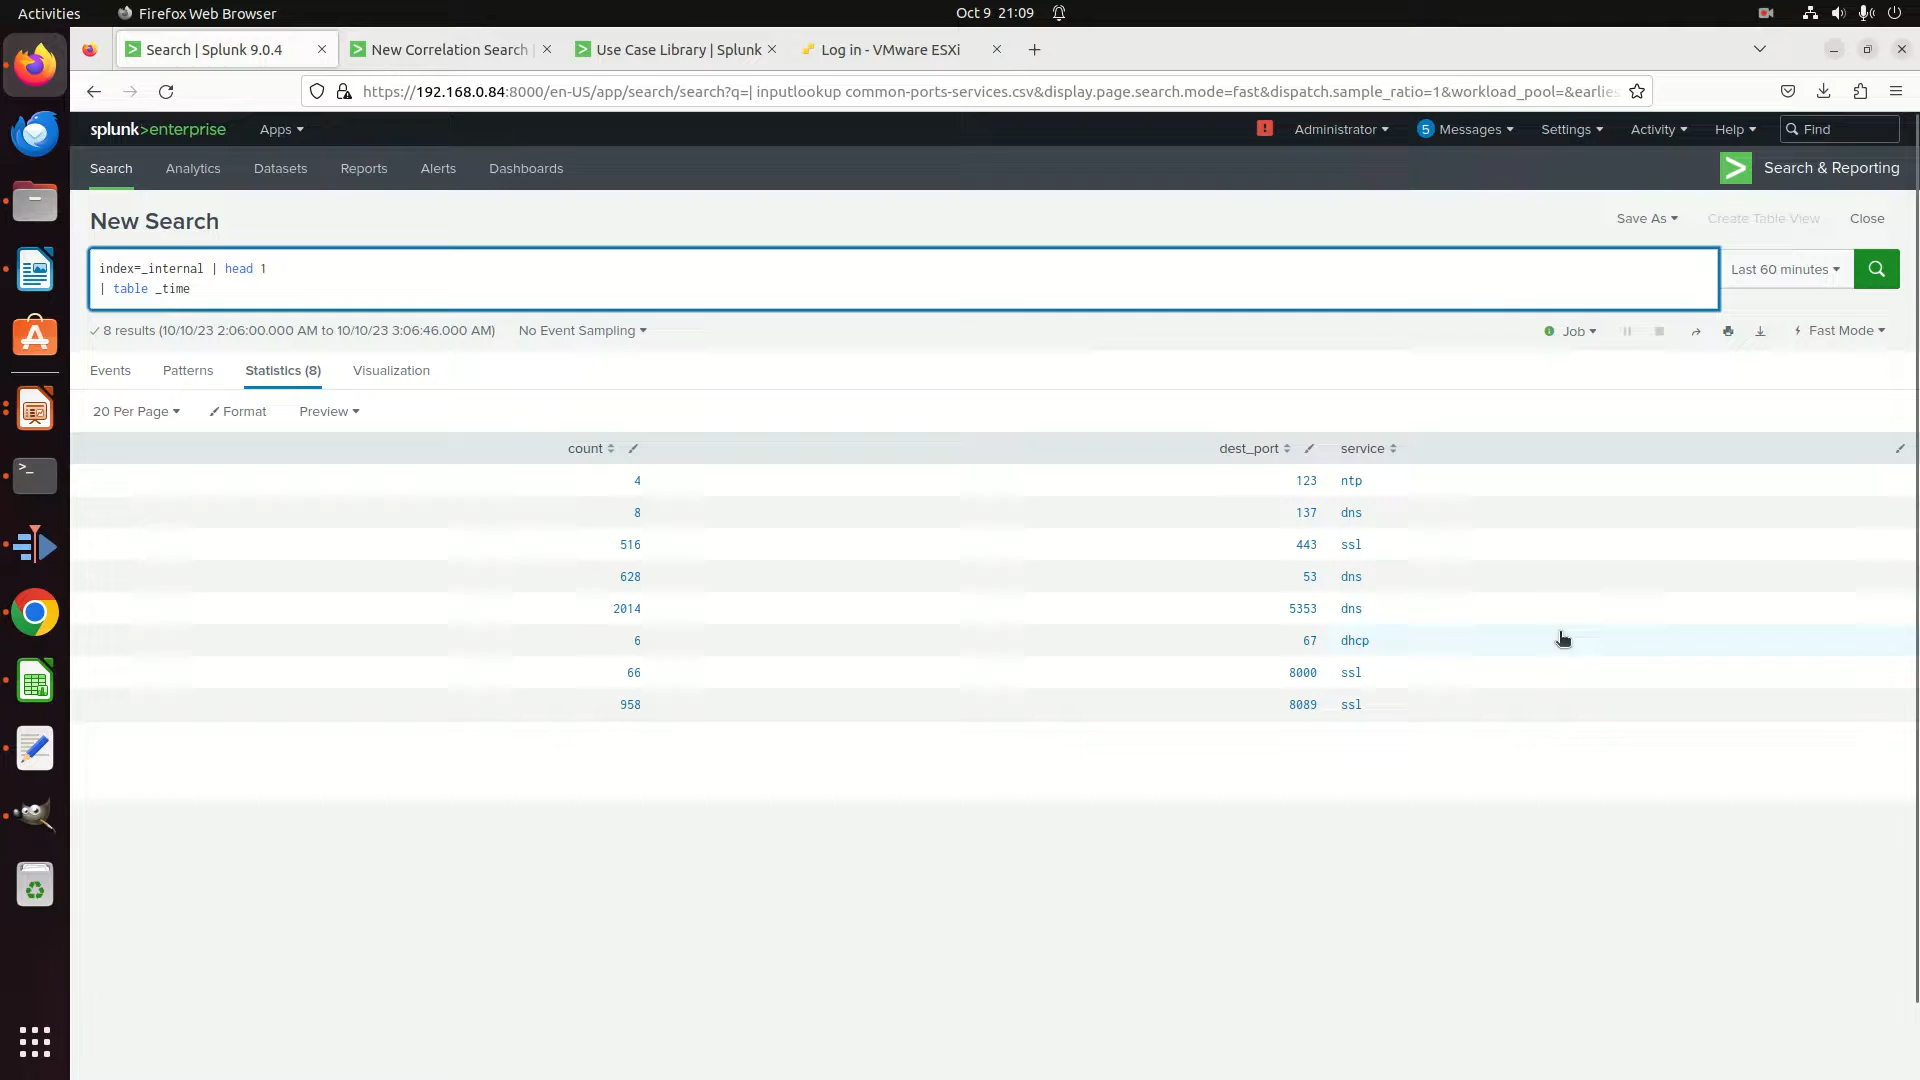 Activities
Firefox Web Browser
Oct 9 21:09
Search | Splunk 9.0.4
New Correlation Search |
Use Case Library | Splunk
Log in - VMware ESXi
https://192.168.0.84:8000/en-US/app/search/search?q=| inputlookup common-ports-services.csv&display.page.search.mode=fast&dispatch.sample_ratio=1&workload_pool=&earlies
splunk>enterprise
Apps
!
Administrator
5 Messages
Settings
Activity
Help
Find
Search
Analytics
Datasets
Reports
Alerts
Dashboards
Search & Reporting
New Search
Save As
Create Table View
Close
index=_internal | head 1
| table _time
Last 60 minutes
8 results (10/10/23 2:06:00.000 AM to 10/10/23 3:06:46.000 AM)
No Event Sampling
Job
Fast Mode
Events
Patterns
Statistics (8)
Visualization
20 Per Page
Format
Preview
count dest_port service
4 123 ntp
8 137 dns
516 443 ssl
628 53 dns
2014 5353 dns
6 67 dhcp
66 8000 ssl
958 8089 ssl